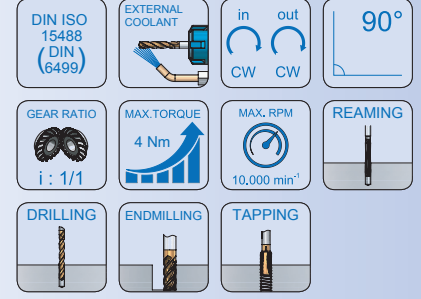 DIN ISO
15488
(DIN
6499)
EXTERNAL
COOLANT
in out
CW CW
90°
GEAR RATIO
i : 1/1
MAX.TORQUE
4 Nm
MAX. RPM
10.000 min⁻¹
REAMING
DRILLING
ENDMILLING
TAPPING